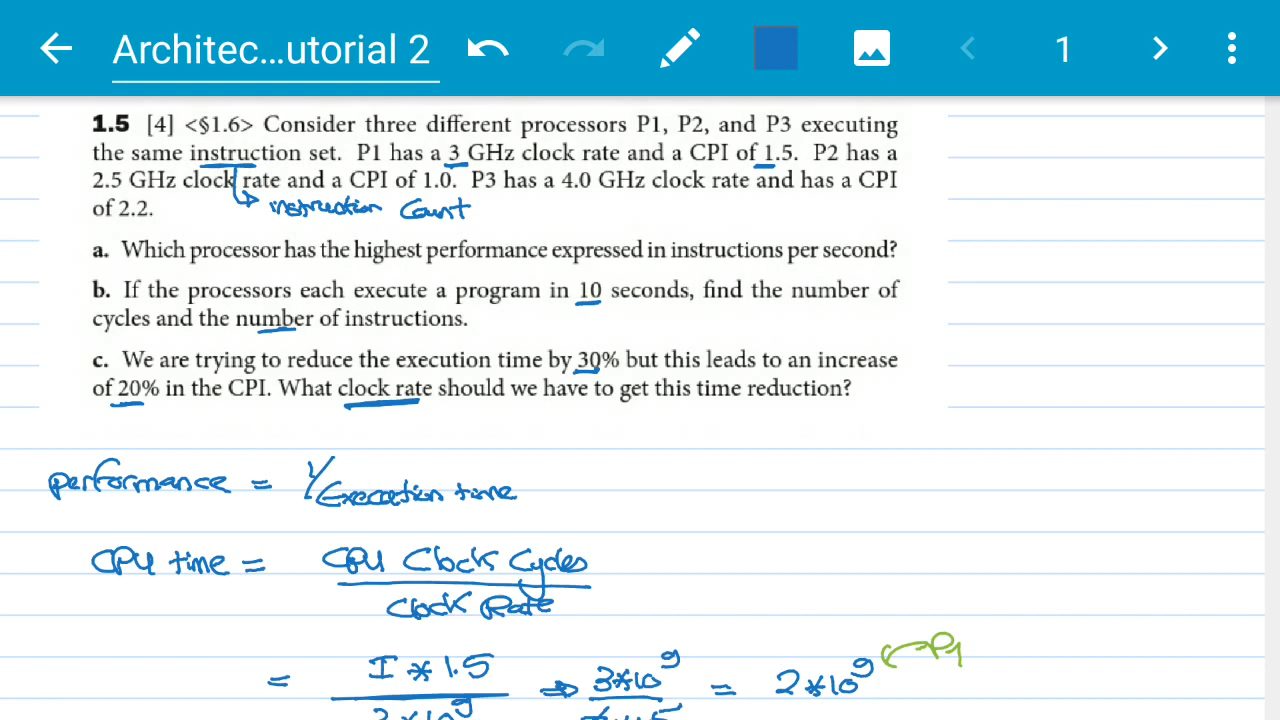 Architec...utorial 2
1
1.5 [4] <§1.6> Consider three different processors P1, P2, and P3 executing
the same instruction set. P1 has a 3 GHz clock rate and a CPI of 1.5. P2 has a
2.5 GHz clock rate and a CPI of 1.0. P3 has a 4.0 GHz clock rate and has a CPI
of 2.2.
instruction Count
a. Which processor has the highest performance expressed in instructions per second?
b. If the processors each execute a program in 10 seconds, find the number of
cycles and the number of instructions.
c. We are trying to reduce the execution time by 30% but this leads to an increase
of 20% in the CPI. What clock rate should we have to get this time reduction?
performance = 1/Execution time
CPU time = CPU Clock Cycles
Clock Rate
P1
= I * 1.5 ⇒ 3*10^9 = 2*10^9
3*10^9